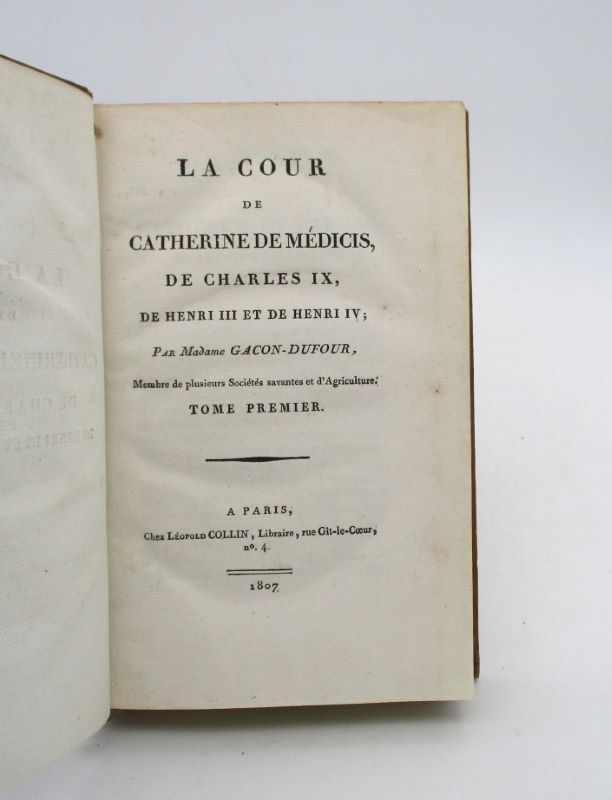 LA COUR
DE
CATHERINE DE MÉDICIS,
DE CHARLES IX,
DE HENRI III ET DE HENRI IV;
PAR Madame GACON-DUFOUR,
Membre de plusieurs Sociétés savantes et d'Agriculture.
TOME PREMIER.
A PARIS,
Chez LÉOPOLD COLLIN, Libraire, rue Gît-le-Cœur,
nº. 4.
1807